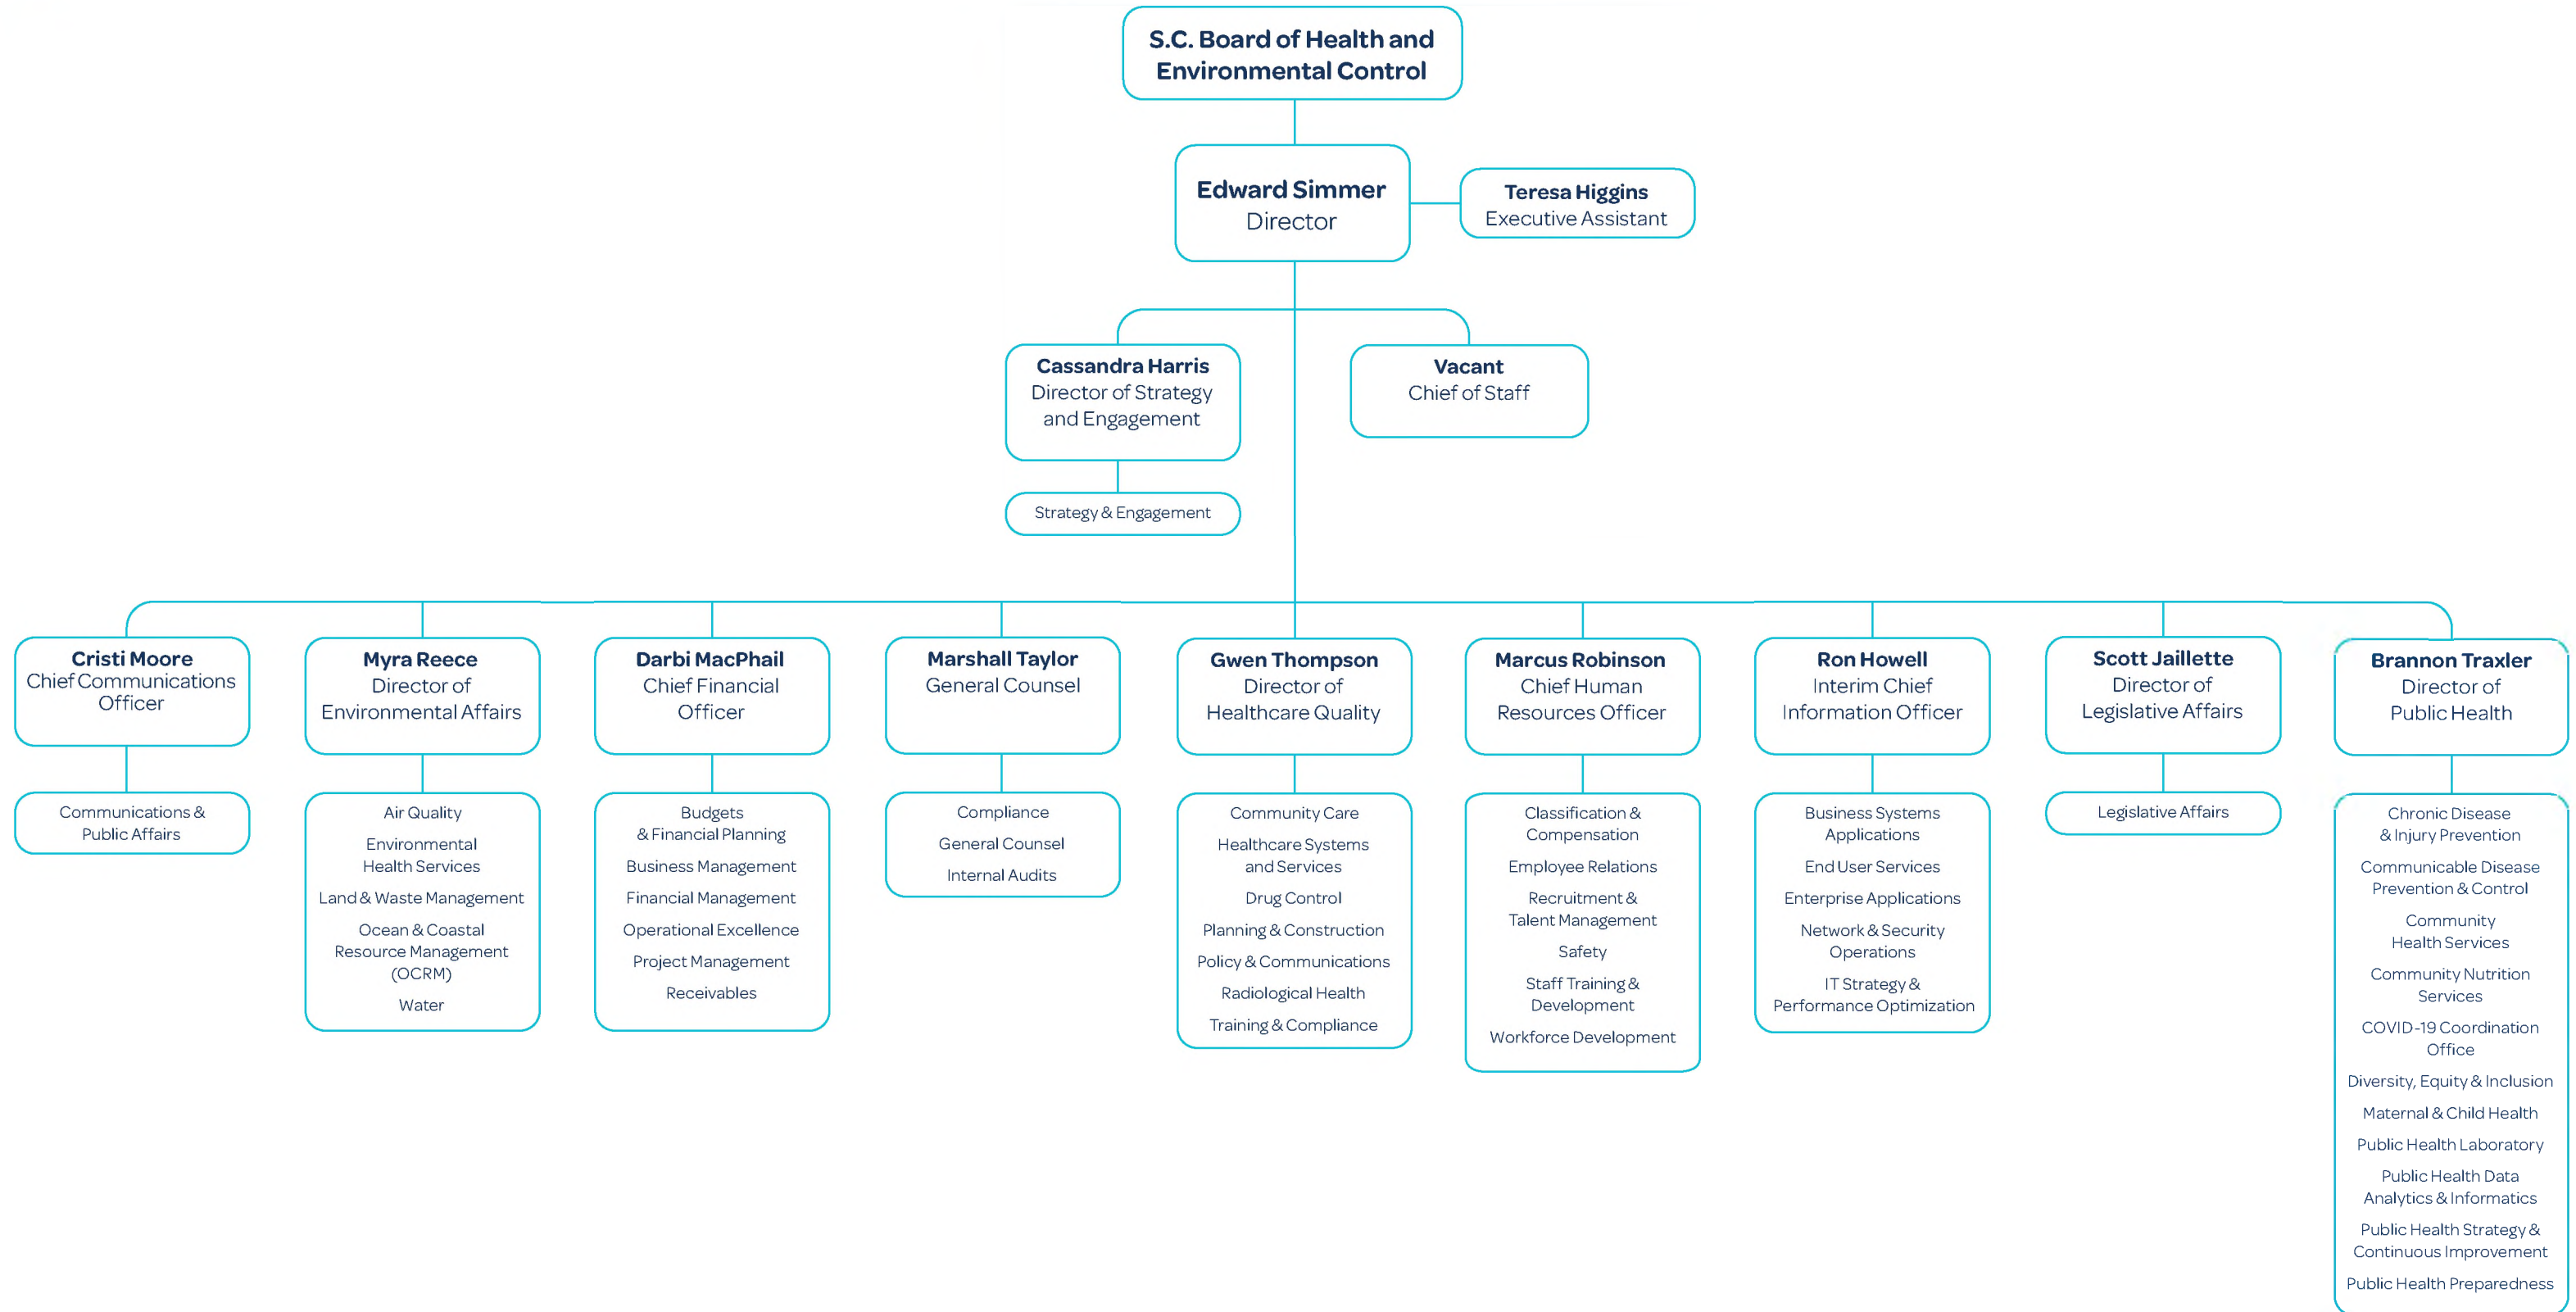 S.C. Board of Health and
Environmental Control
Edward Simmer
Director
Teresa Higgins
Executive Assistant
Cassandra Harris
Director of Strategy
and Engagement
Vacant
Chief of Staff
Strategy & Engagement
Cristi Moore
Chief Communications
Officer
Communications &
Public Affairs
Myra Reece
Director of
Environmental Affairs
Air Quality
Environmental
Health Services
Land & Waste Management
Ocean & Coastal
Resource Management
(OCRM)
Water
Darbi MacPhail
Chief Financial
Officer
Budgets
& Financial Planning
Business Management
Financial Management
Operational Excellence
Project Management
Receivables
Marshall Taylor
General Counsel
Compliance
General Counsel
Internal Audits
Gwen Thompson
Director of
Healthcare Quality
Community Care
Healthcare Systems
and Services
Drug Control
Planning & Construction
Policy & Communications
Radiological Health
Training & Compliance
Marcus Robinson
Chief Human
Resources Officer
Classification &
Compensation
Employee Relations
Recruitment &
Talent Management
Safety
Staff Training &
Development
Workforce Development
Ron Howell
Interim Chief
Information Officer
Business Systems
Applications
End User Services
Enterprise Applications
Network & Security
Operations
IT Strategy &
Performance Optimization
Scott Jaillette
Director of
Legislative Affairs
Legislative Affairs
Brannon Traxler
Director of
Public Health
Chronic Disease
& Injury Prevention
Communicable Disease
Prevention & Control
Community
Health Services
Community Nutrition
Services
COVID-19 Coordination
Office
Diversity, Equity & Inclusion
Maternal & Child Health
Public Health Laboratory
Public Health Data
Analytics & Informatics
Public Health Strategy &
Continuous Improvement
Public Health Preparedness